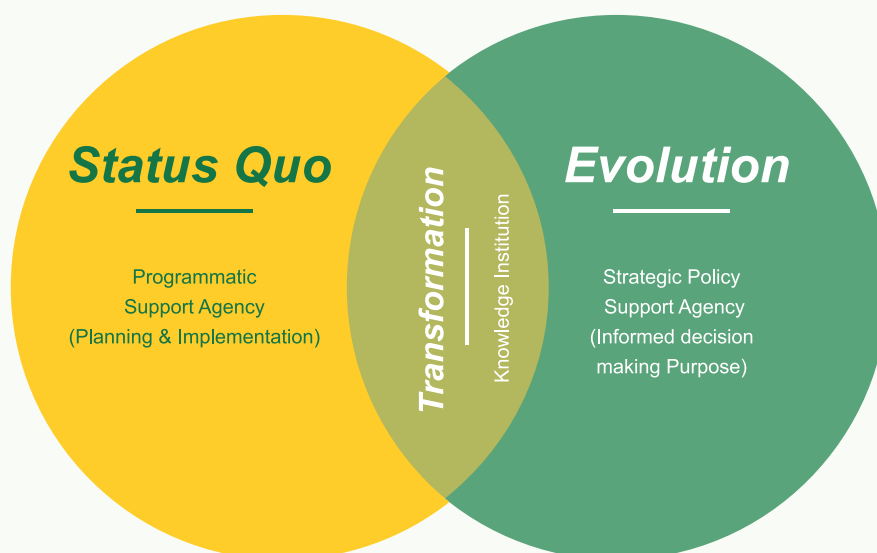 Status Quo
Programmatic
Support Agency
(Planning & Implementation)
Transformation
Knowledge Institution
Evolution
Strategic Policy
Support Agency
(Informed decision
making Purpose)